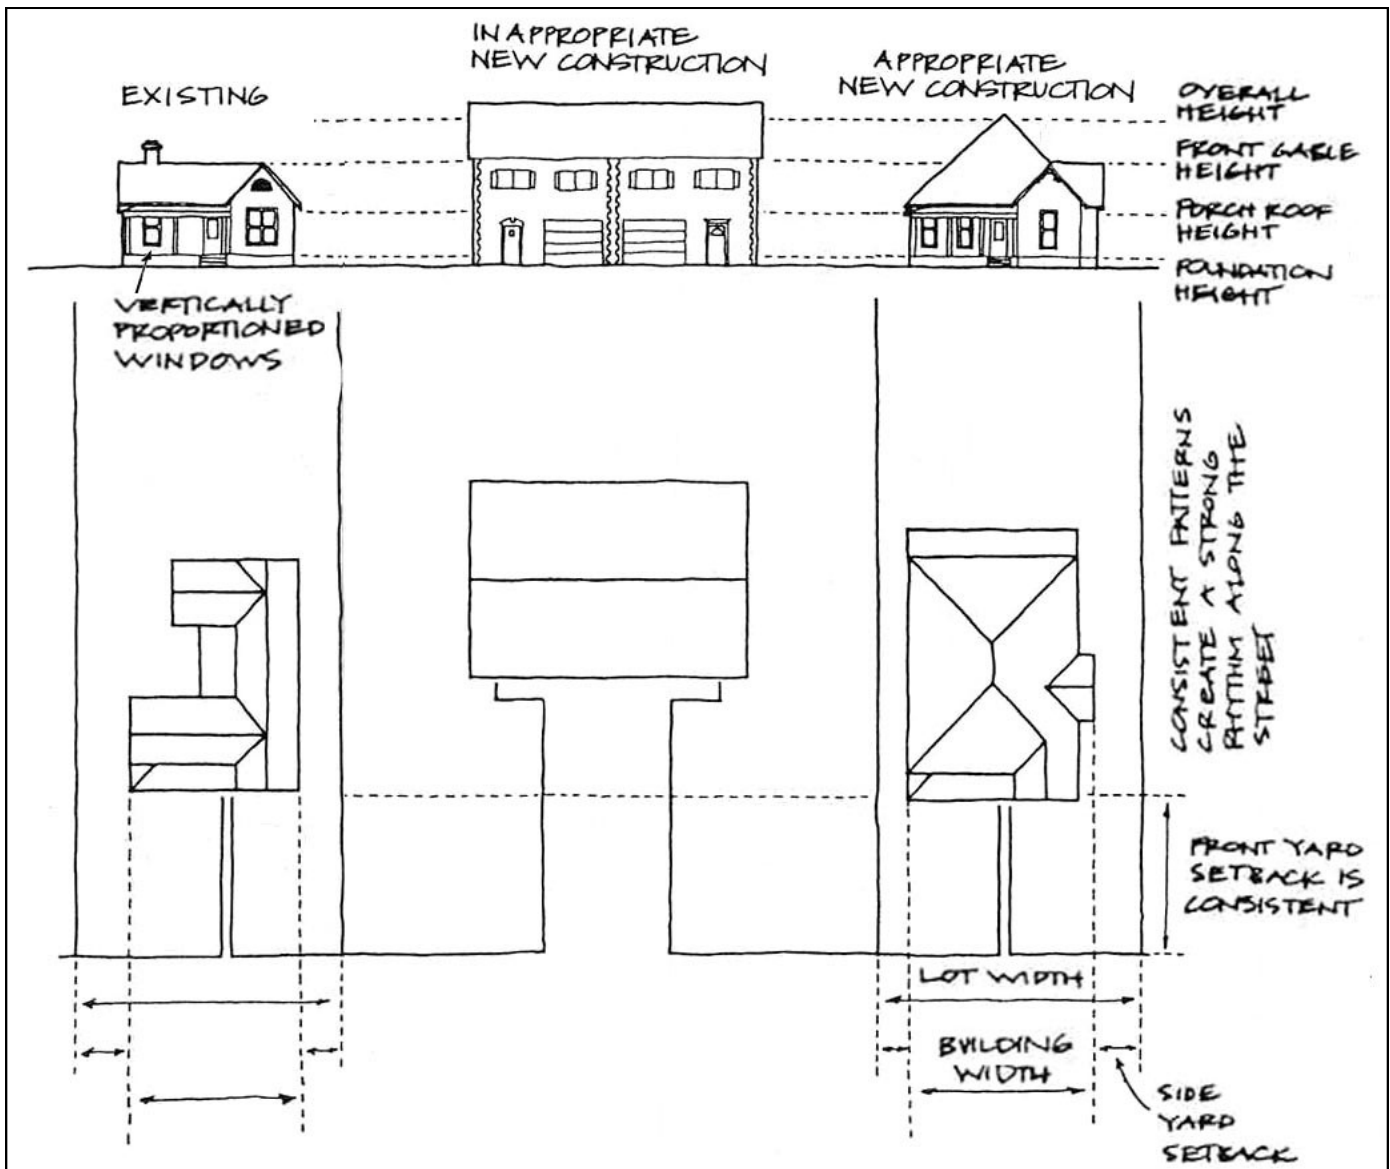 INAPPROPRIATE
NEW CONSTRUCTION
APPROPRIATE
NEW CONSTRUCTION
EXISTING
OVERALL
HEIGHT
FRONT GABLE
HEIGHT
PORCH ROOF
HEIGHT
FOUNDATION
HEIGHT
VERTICALLY
PROPORTIONED
WINDOWS
CONSISTENT PATTERNS
CREATE A STRONG
RHYTHM ALONG THE
STREET
FRONT YARD
SETBACK IS
CONSISTENT
LOT WIDTH
BUILDING
WIDTH
SIDE
YARD
SETBACK